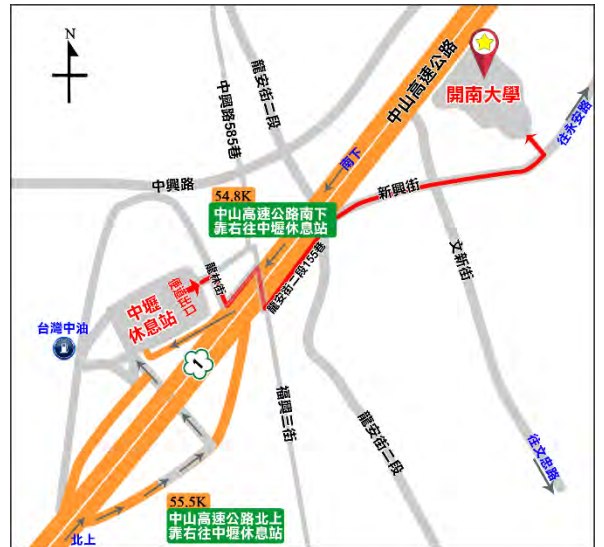 N
中山高速公路
開南大學
往永安路
龍安街二段
中興路585巷
南下
中興路
新興街
54.8K
中山高速公路南下
靠右往中壢休息站
文新街
龍林街
便道出口
中壢
休息站
龍安街二段155巷
台灣中油
1
福興三街
龍安街二段
往文忠路
55.5K
中山高速公路北上
靠右往中壢休息站
北上